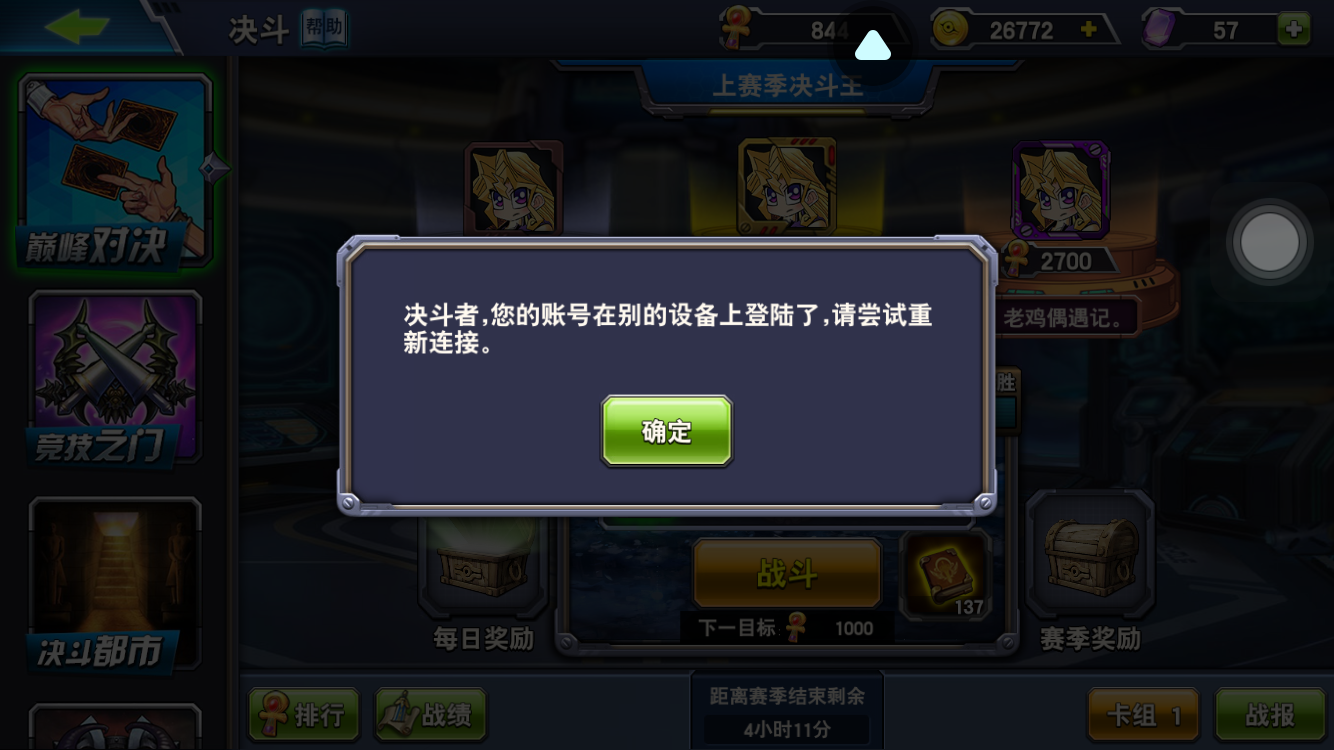 决斗 帮助
844
26772
57
上赛季决斗王
巅峰对决
2700
老鸡偶遇记。
决斗者,您的账号在别的设备上登陆了,请尝试重
新连接。
胜
确定
竞技之门
战斗
137
下一目标: 1000
每日奖励
赛季奖励
决斗都市
排行
战绩
距离赛季结束剩余
4小时11分
卡组 1
战报